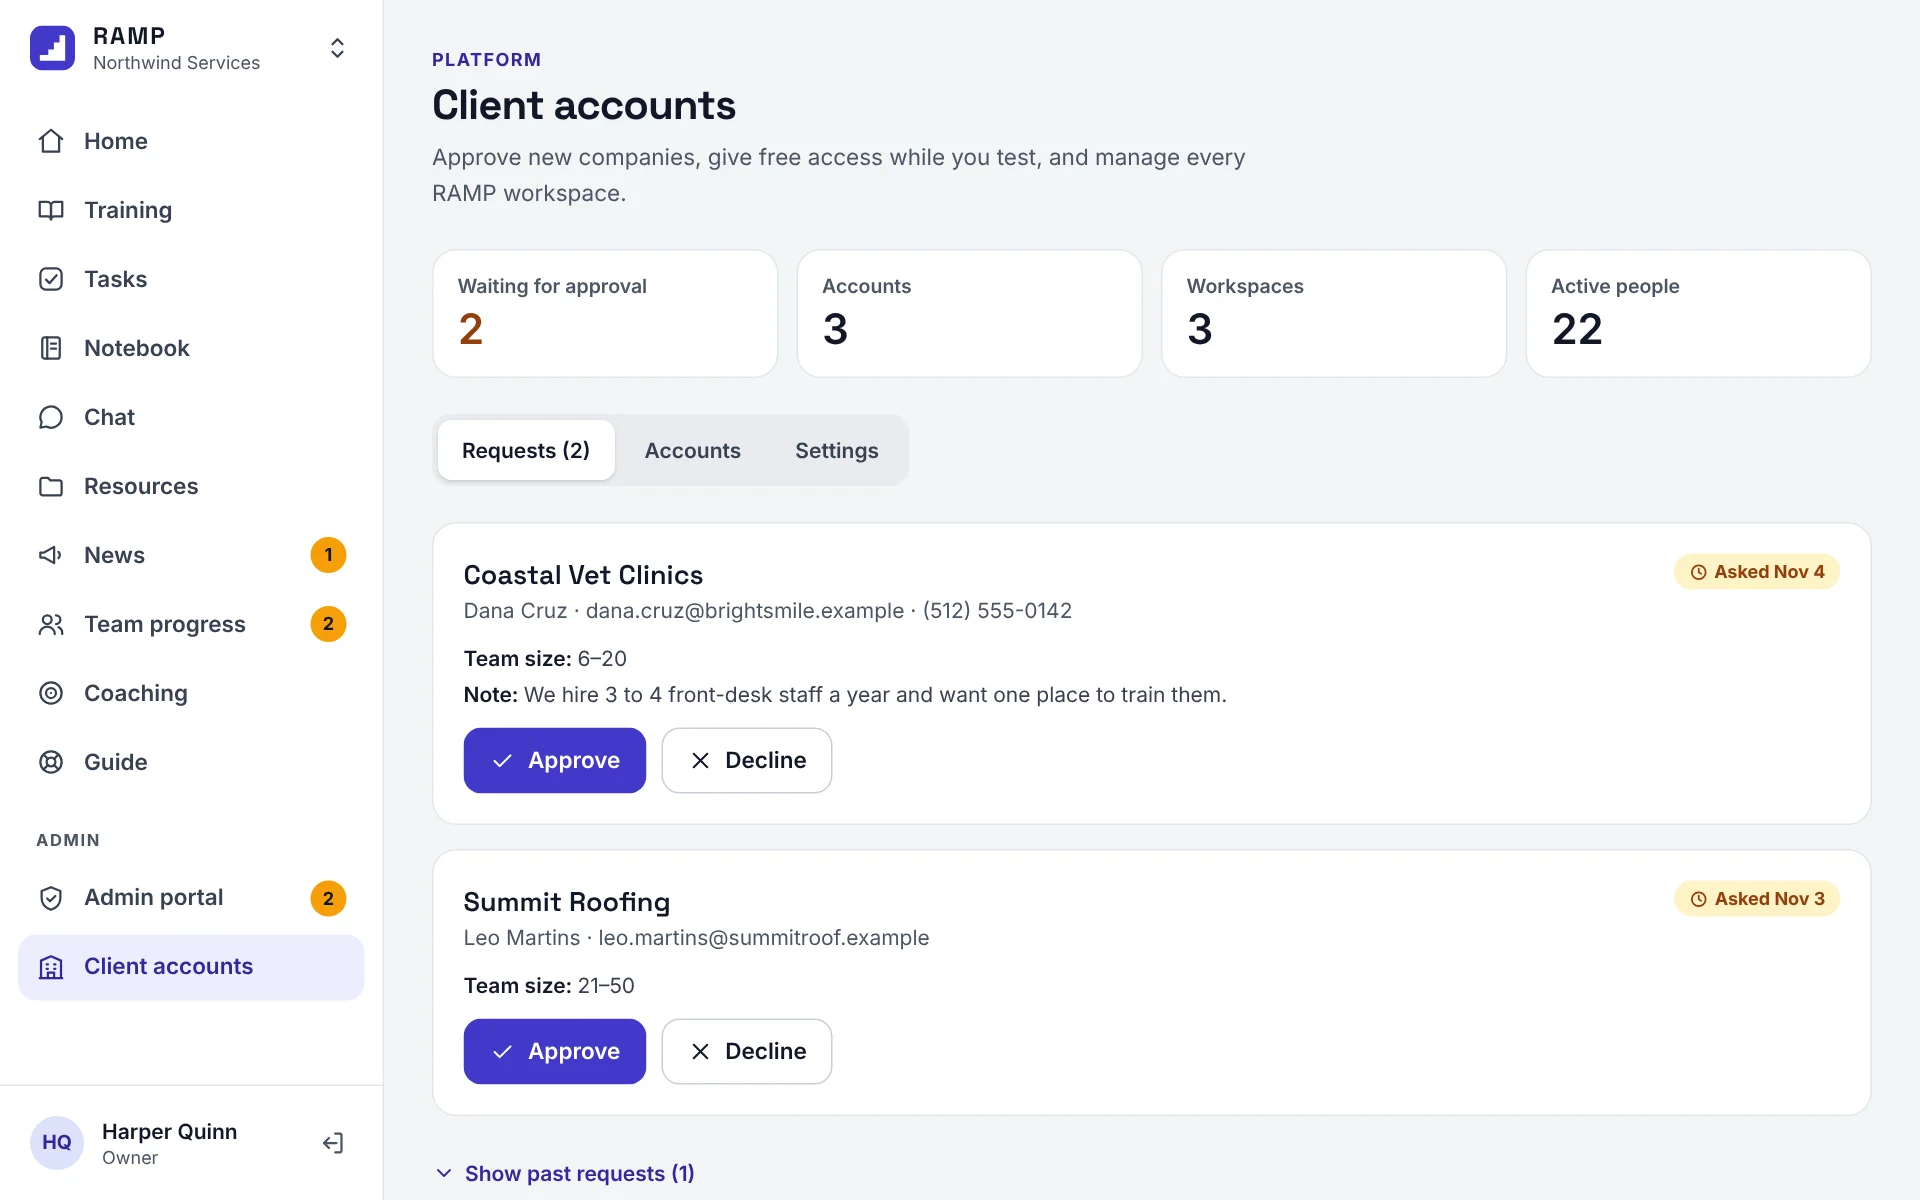 RAMP
Northwind Services
Home
Training
Tasks
Notebook
Chat
Resources
News 1
Team progress 2
Coaching
Guide
ADMIN
Admin portal 2
Client accounts
HQ
Harper Quinn
Owner
PLATFORM
Client accounts
Approve new companies, give free access while you test, and manage every
RAMP workspace.
Waiting for approval
2
Accounts
3
Workspaces
3
Active people
22
Requests (2) Accounts Settings
Coastal Vet Clinics
Asked Nov 4
Dana Cruz · dana.cruz@brightsmile.example · (512) 555-0142
Team size: 6–20
Note: We hire 3 to 4 front-desk staff a year and want one place to train them.
Approve Decline
Summit Roofing
Asked Nov 3
Leo Martins · leo.martins@summitroof.example
Team size: 21–50
Approve Decline
Show past requests (1)